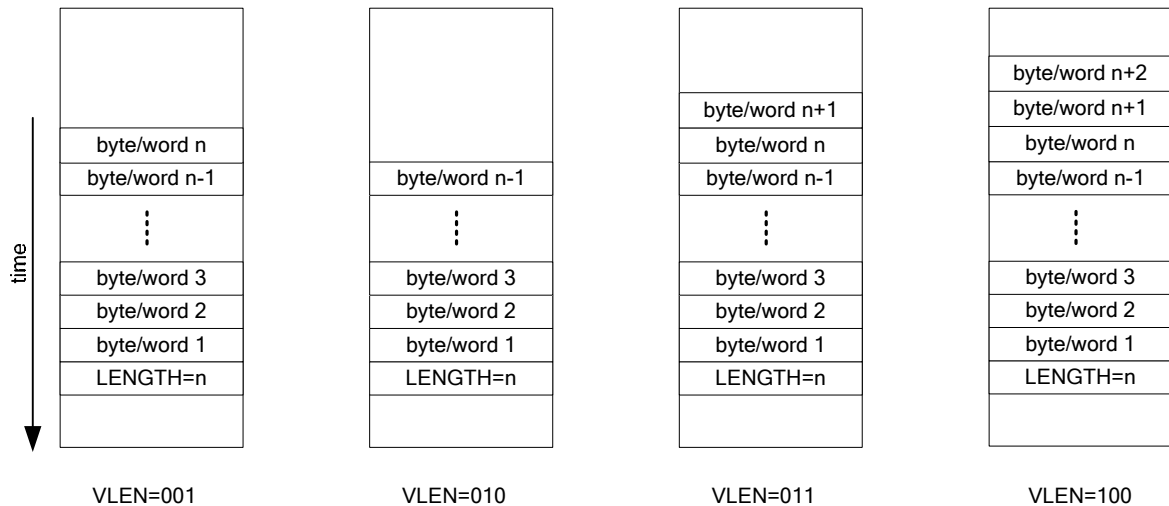 time
byte/word n
byte/word n-1
byte/word 3
byte/word 2
byte/word 1
LENGTH=n
VLEN=001
byte/word n-1
byte/word 3
byte/word 2
byte/word 1
LENGTH=n
VLEN=010
byte/word n+1
byte/word n
byte/word n-1
byte/word 3
byte/word 2
byte/word 1
LENGTH=n
VLEN=011
byte/word n+2
byte/word n+1
byte/word n
byte/word n-1
byte/word 3
byte/word 2
byte/word 1
LENGTH=n
VLEN=100